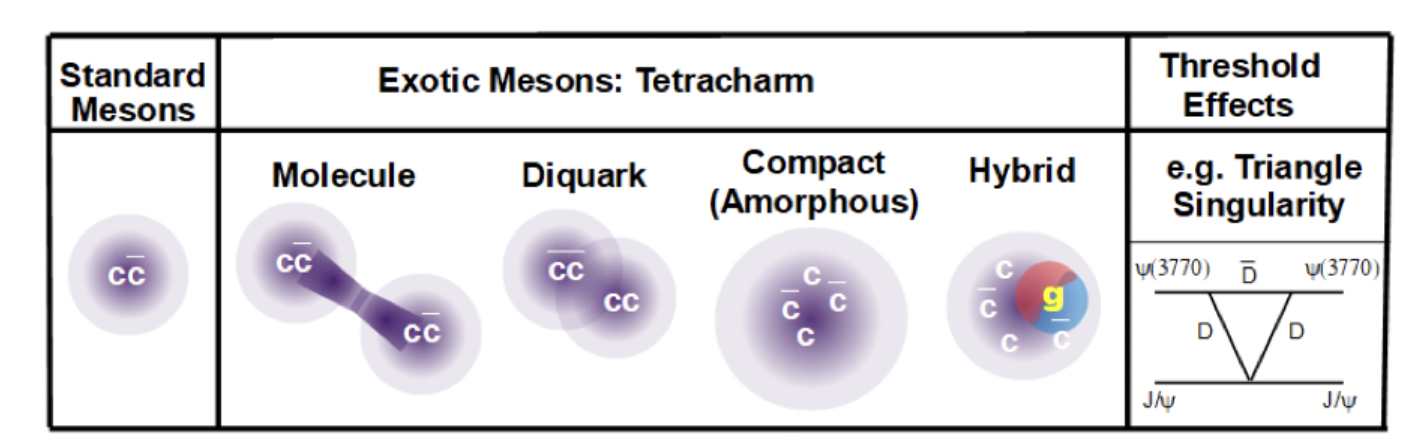 Standard
Mesons
Exotic Mesons: Tetracharm
Threshold
Effects
Molecule
Diquark
Compact
(Amorphous)
Hybrid
e.g. Triangle
Singularity
cc̅
cc̅
cc̅
c̅c̅
cc
c
c̅
c̅
c
c
c̅
g
c
c̅
ψ(3770)
D̅
ψ(3770)
D
D
J/ψ
J/ψ